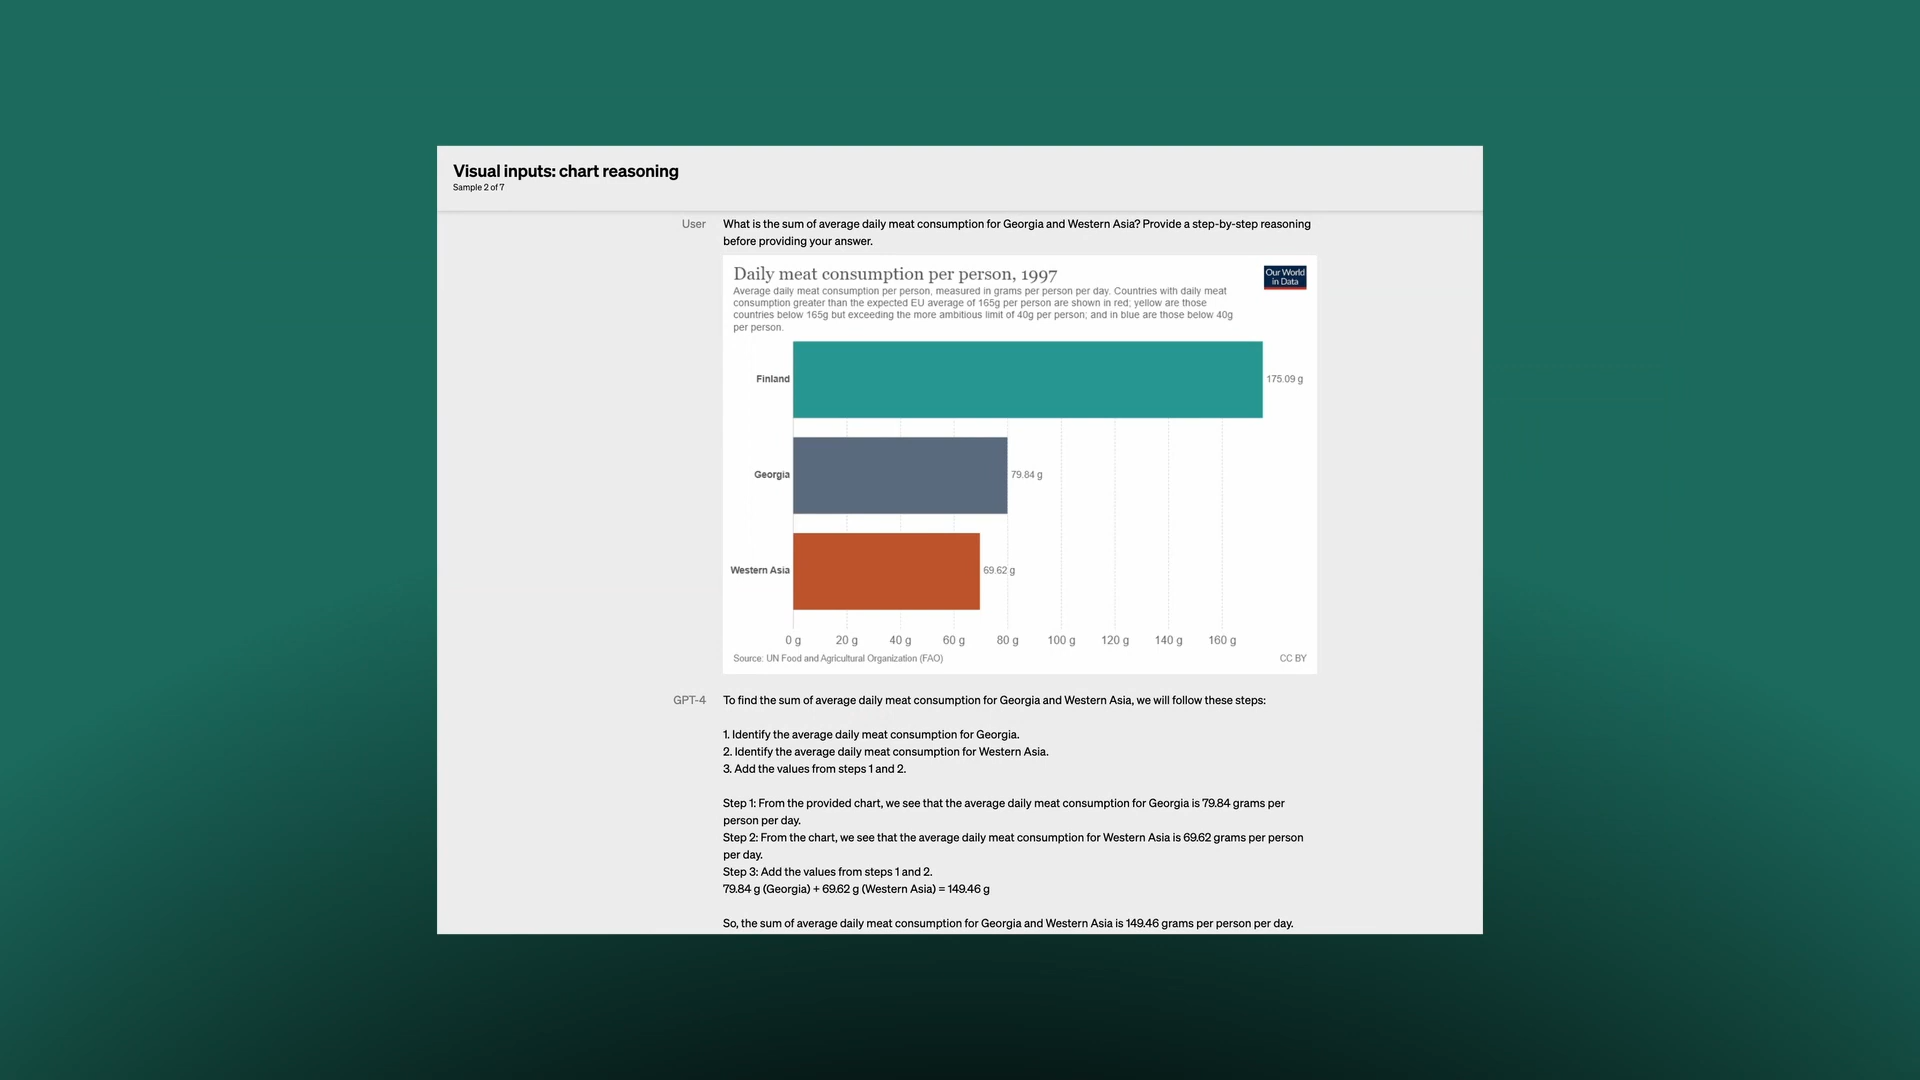 Visual inputs: chart reasoning
Sample 2 of 7
User
What is the sum of average daily meat consumption for Georgia and Western Asia? Provide a step-by-step reasoning
before providing your answer.
Daily meat consumption per person, 1997
Our World
in Data
Average daily meat consumption per person, measured in grams per person per day. Countries with daily meat
consumption greater than the expected EU average of 165g per person are shown in red; yellow are those
countries below 165g but exceeding the more ambitious limit of 40g per person; and in blue are those below 40g
per person.
Finland 175.09 g
Georgia 79.84 g
Western Asia 69.62 g
0 g 20 g 40 g 60 g 80 g 100 g 120 g 140 g 160 g
Source: UN Food and Agricultural Organization (FAO) CC BY
GPT-4
To find the sum of average daily meat consumption for Georgia and Western Asia, we will follow these steps:
1. Identify the average daily meat consumption for Georgia.
2. Identify the average daily meat consumption for Western Asia.
3. Add the values from steps 1 and 2.
Step 1: From the provided chart, we see that the average daily meat consumption for Georgia is 79.84 grams per
person per day.
Step 2: From the chart, we see that the average daily meat consumption for Western Asia is 69.62 grams per person
per day.
Step 3: Add the values from steps 1 and 2.
79.84 g (Georgia) + 69.62 g (Western Asia) = 149.46 g
So, the sum of average daily meat consumption for Georgia and Western Asia is 149.46 grams per person per day.